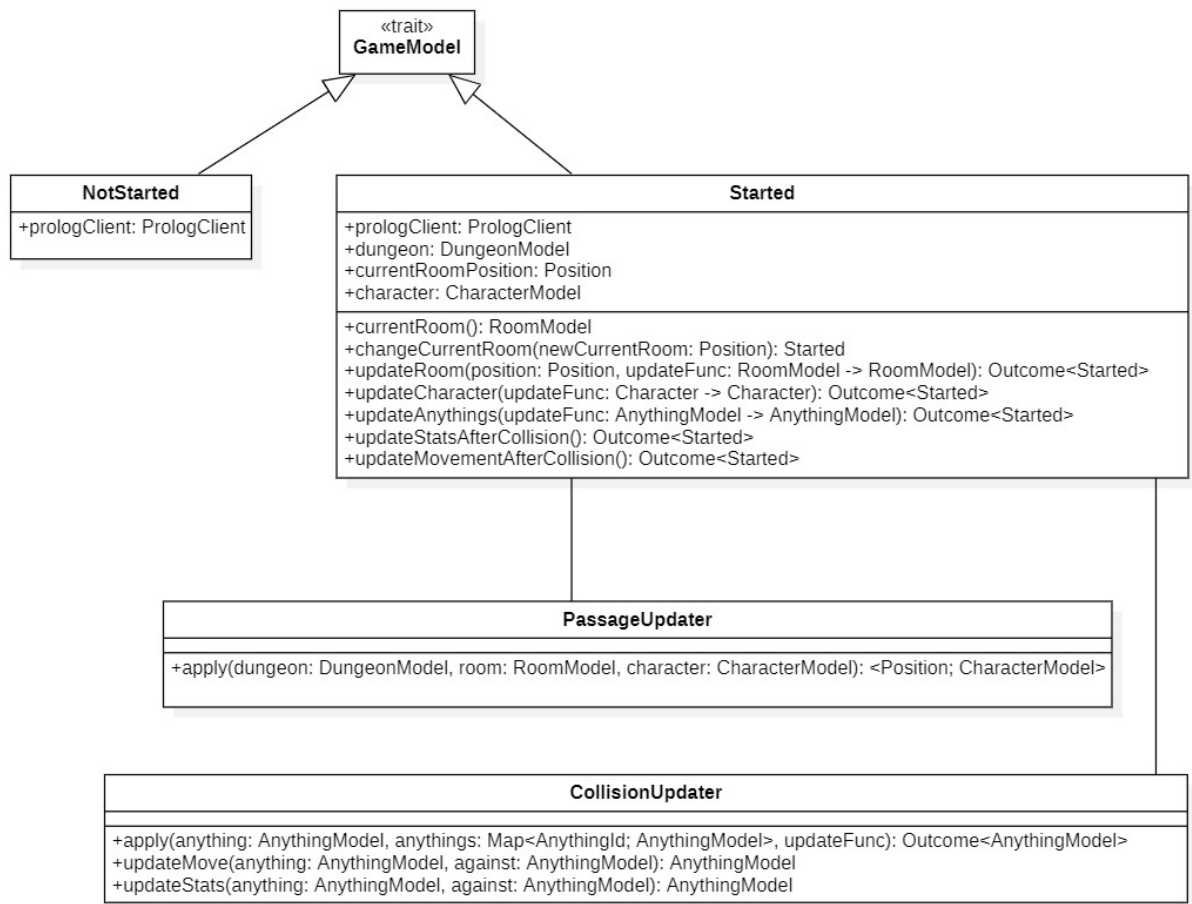 «trait»
GameModel
NotStarted
+prologClient: PrologClient
Started
+prologClient: PrologClient
+dungeon: DungeonModel
+currentRoomPosition: Position
+character: CharacterModel
+currentRoom(): RoomModel
+changeCurrentRoom(newCurrentRoom: Position): Started
+updateRoom(position: Position, updateFunc: RoomModel -> RoomModel): Outcome<Started>
+updateCharacter(updateFunc: Character -> Character): Outcome<Started>
+updateAnythings(updateFunc: AnythingModel -> AnythingModel): Outcome<Started>
+updateStatsAfterCollision(): Outcome<Started>
+updateMovementAfterCollision(): Outcome<Started>
PassageUpdater
+apply(dungeon: DungeonModel, room: RoomModel, character: CharacterModel): <Position; CharacterModel>
CollisionUpdater
+apply(anything: AnythingModel, anythings: Map<AnythingId; AnythingModel>, updateFunc): Outcome<AnythingModel>
+updateMove(anything: AnythingModel, against: AnythingModel): AnythingModel
+updateStats(anything: AnythingModel, against: AnythingModel): AnythingModel